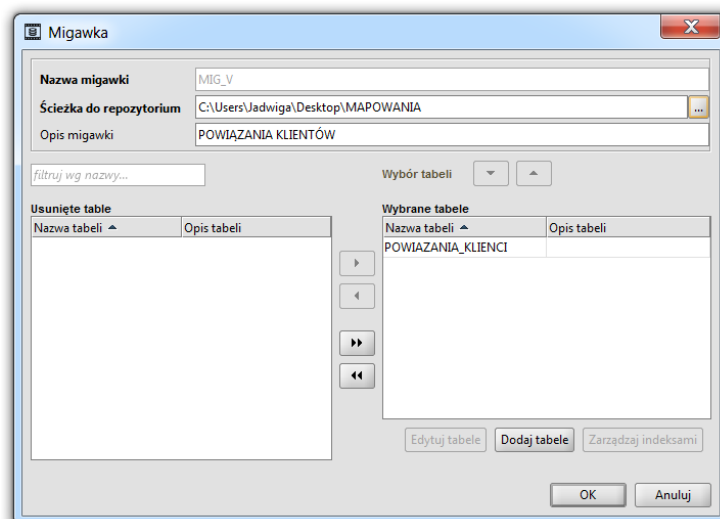 Migawka
Nazwa migawki MIG_V
Ścieżka do repozytorium C:\Users\Jadwiga\Desktop\MAPOWANIA ...
Opis migawki POWIĄZANIA KLIENTÓW
filtruj wg nazwy... Wybór tabeli
Usunięte table Wybrane tabele
Nazwa tabeli Opis tabeli Nazwa tabeli Opis tabeli
POWIAZANIA_KLIENCI
Edytuj tabele Dodaj tabele Zarządzaj indeksami
OK Anuluj